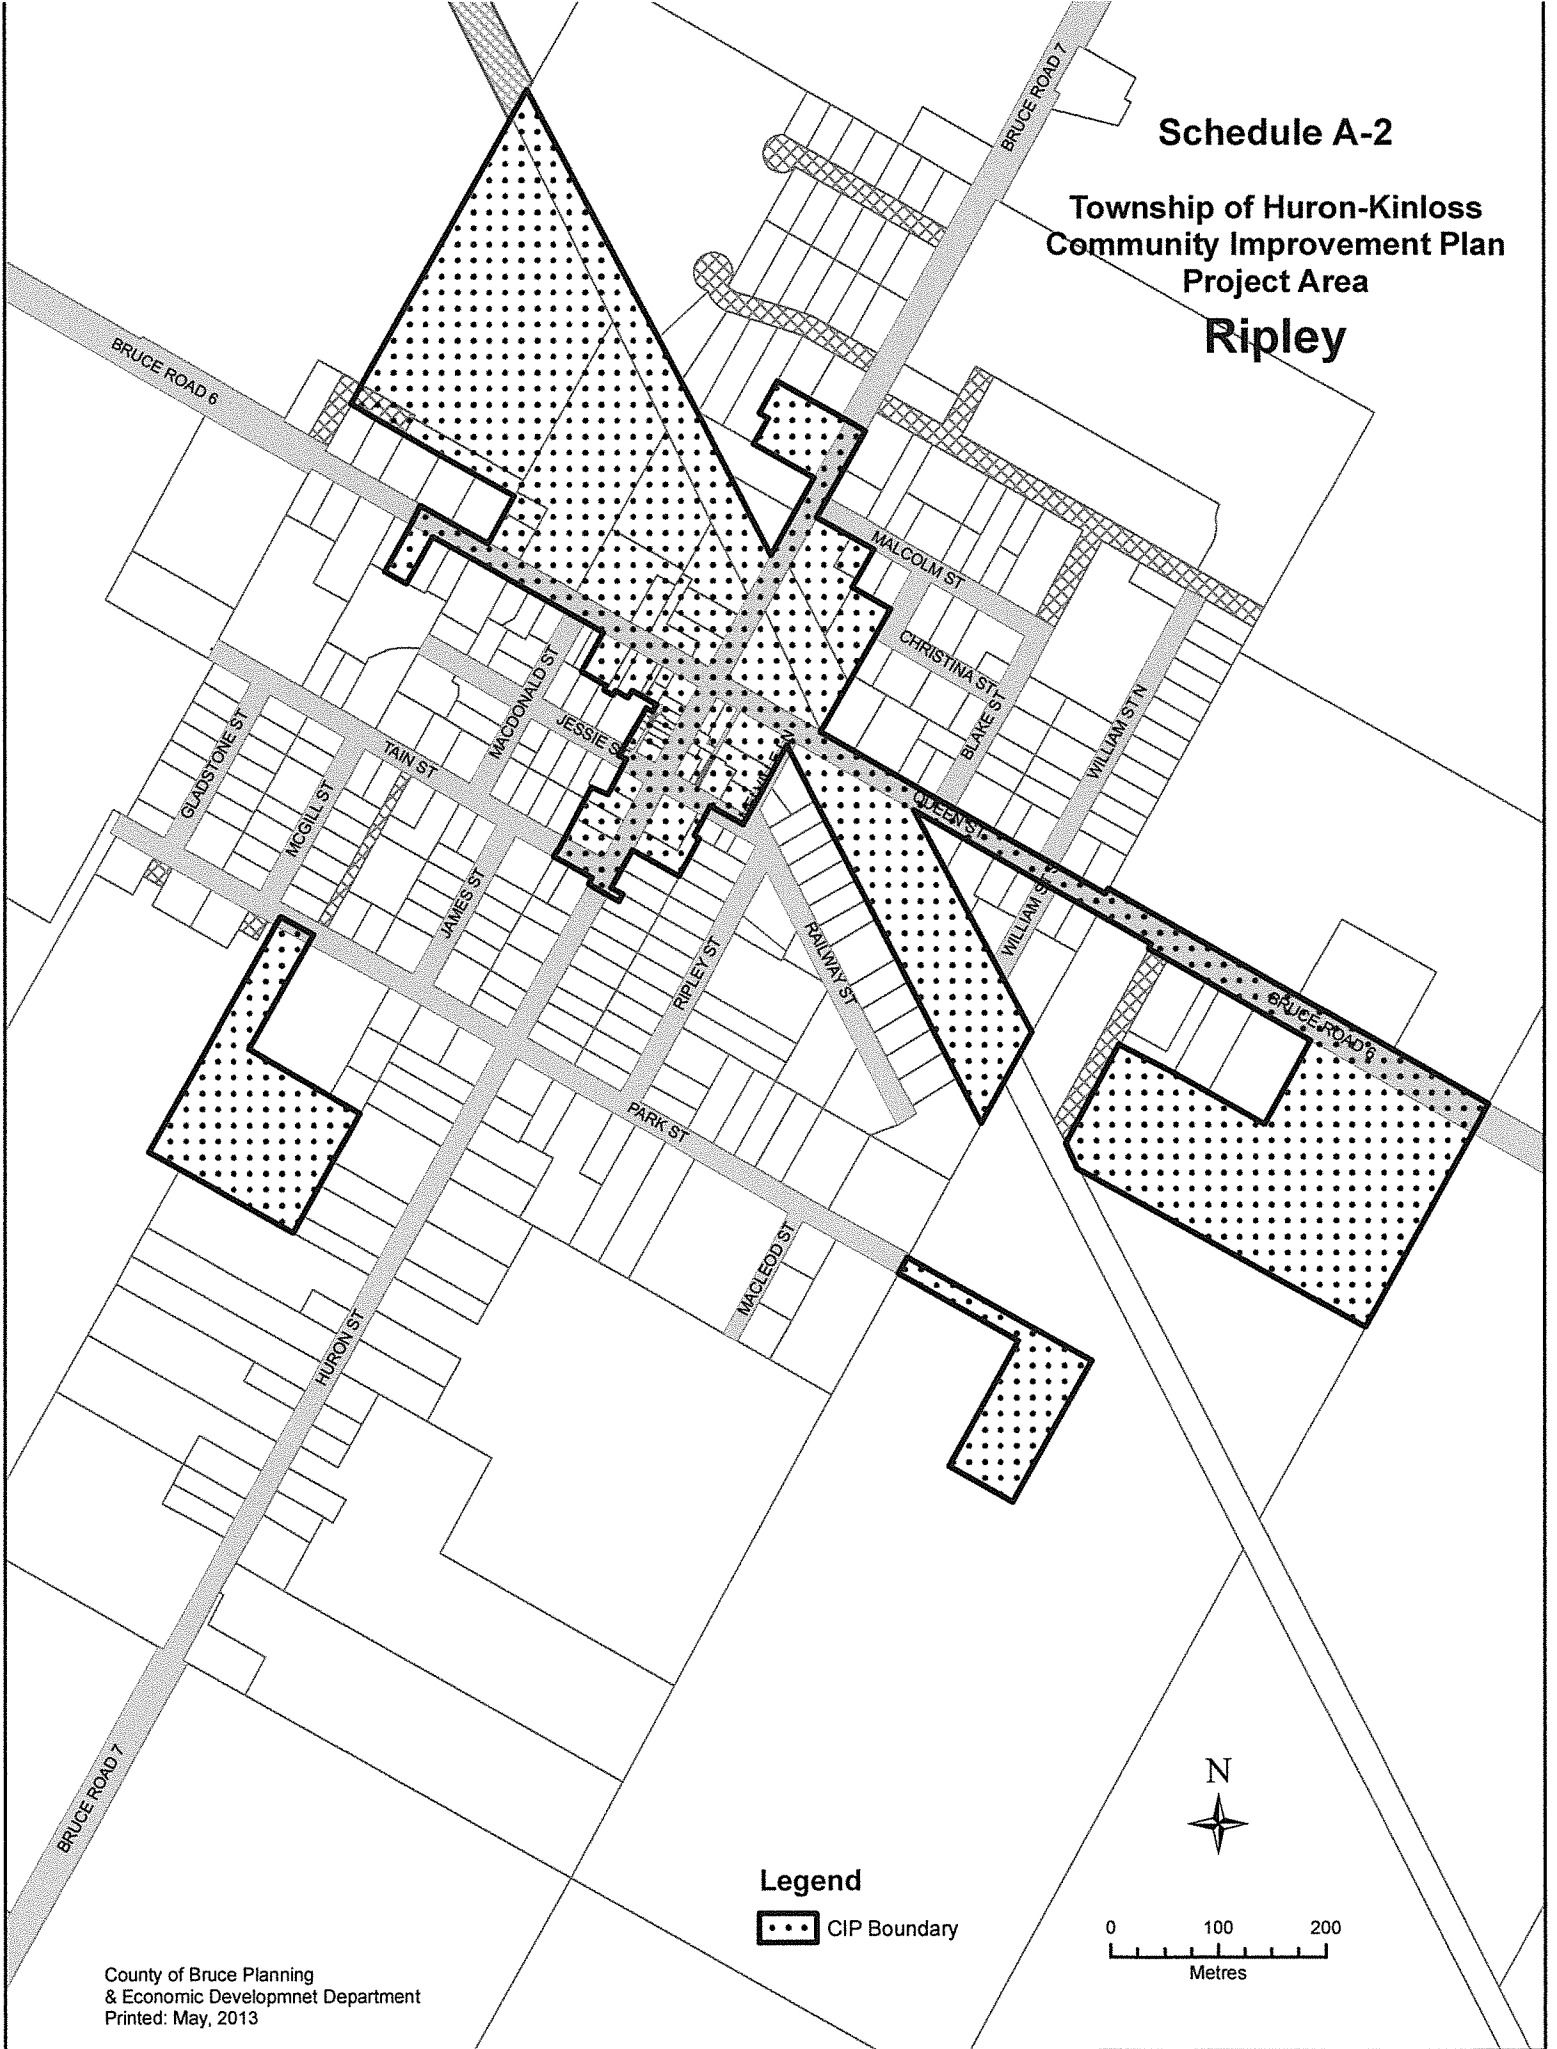 Schedule A-2
Township of Huron-Kinloss
Community Improvement Plan
Project Area
Ripley
BRUCE ROAD 7
BRUCE ROAD 6
MALCOLM ST
CHRISTINA ST
BLAKE ST
WILLIAM ST N
MACDONALD ST
JESSIE S
GLADSTONE ST
TAIN ST
MCGILL ST
JAMES ST
QUEEN ST
WILLIAM ST S
RIPLEY ST
RAILWAY ST
BRUCE ROAD 6
PARK ST
MACLEOD ST
HURON ST
BRUCE ROAD 7
N
Legend
CIP Boundary
0 100 200
Metres
County of Bruce Planning
& Economic Developmnet Department
Printed: May, 2013